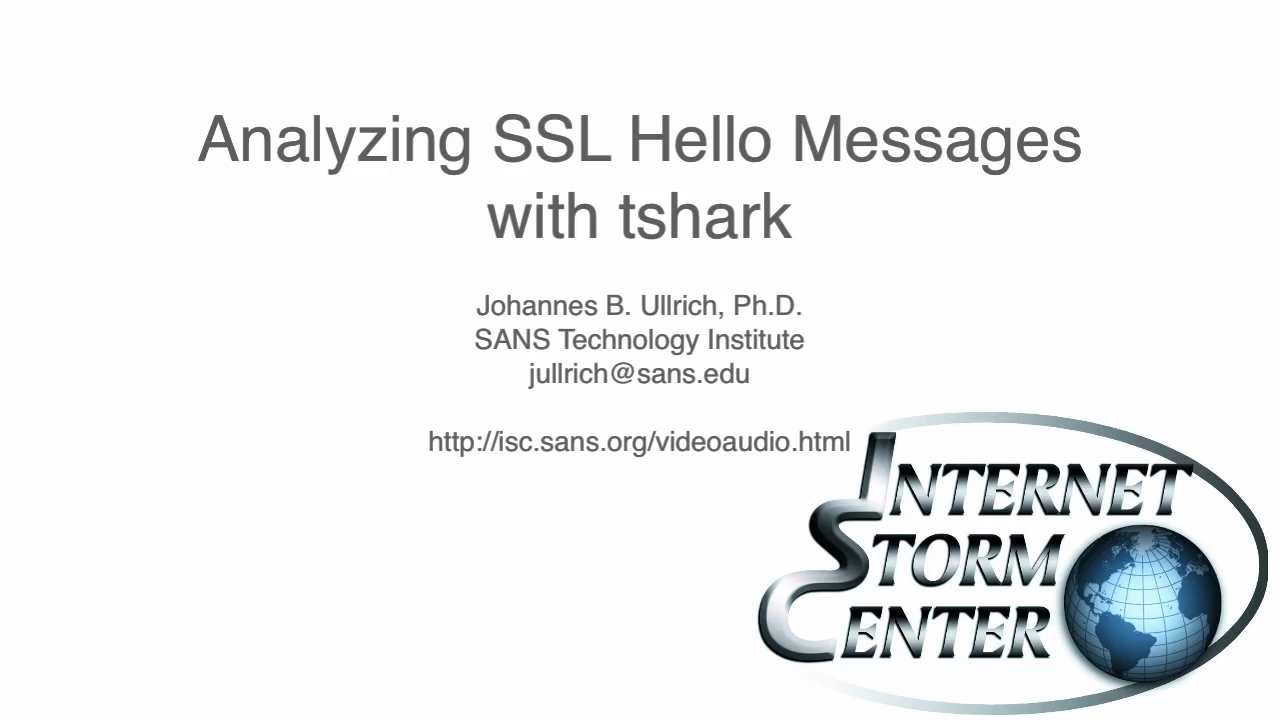 Analyzing SSL Hello Messages
with tshark
Johannes B. Ullrich, Ph.D.
SANS Technology Institute
jullrich@sans.edu
http://isc.sans.org/videoaudio.html
INTERNET
STORM
CENTER